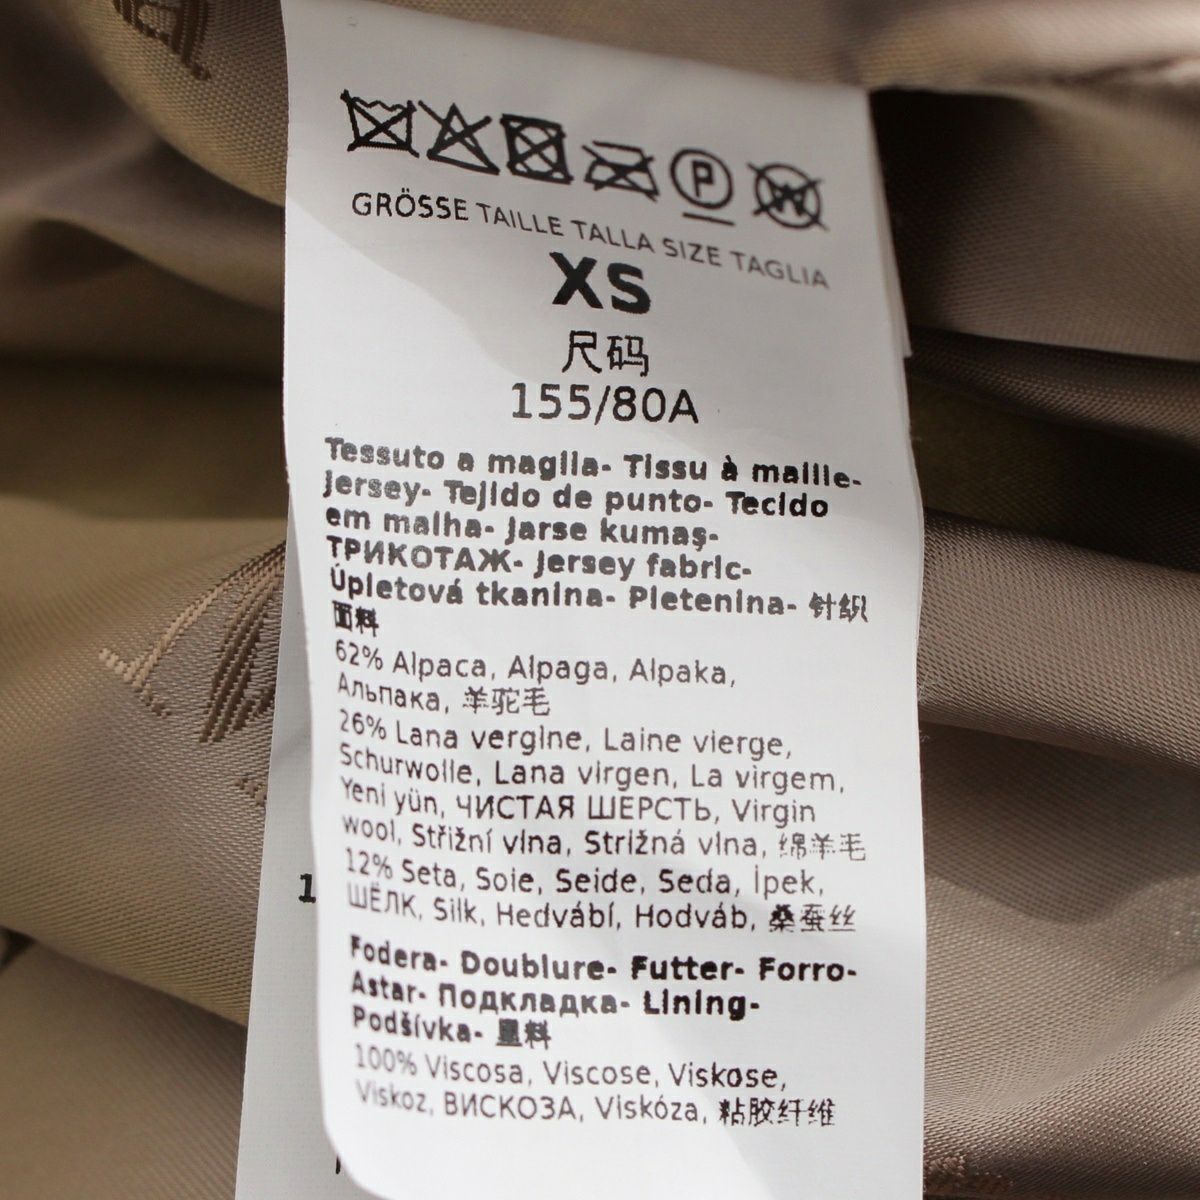 P
W
GRÖSSE TAILLE TALLA SIZE TAGLIA
XS
尺码
155/80A
Tessuto a maglia- Tissu à maille-
Jersey- Tejido de punto- Tecido
em malha- Jarse kumaş-
ТРИКОТАЖ- Jersey fabric-
Úpletová tkanina- Pletenina- 针织
面料
62% Alpaca, Alpaga, Alpaka,
Альпака, 羊驼毛
26% Lana vergine, Laine vierge,
Schurwolle, Lana virgen, La virgem,
Yeni yün, ЧИСТАЯ ШЕРСТЬ, Virgin
wool, Střižní vlna, Strižná vlna, 绵羊毛
12% Seta, Soie, Seide, Seda, İpek,
ШЁЛК, Silk, Hedvábí, Hodváb, 桑蚕丝
Fodera- Doublure- Futter- Forro-
Astar- Подкладка- Lining-
Podšívka- 里料
100% Viscosa, Viscose, Viskose,
Viskoz, ВИСКОЗА, Viskóza, 粘胶纤维
1